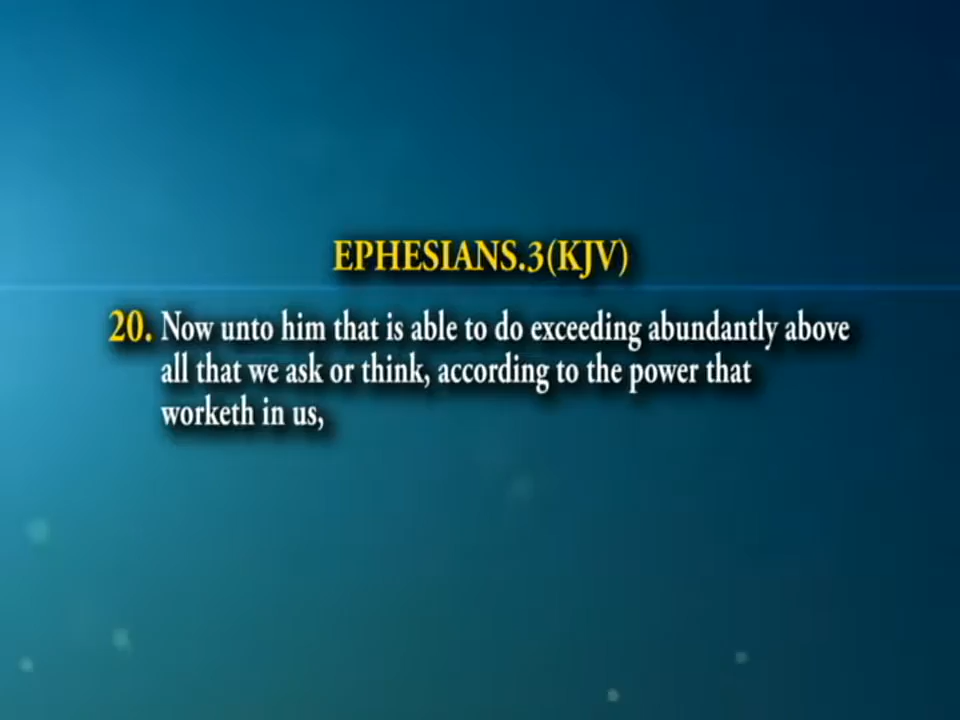 EPHESIANS.3(KJV)
20. Now unto him that is able to do exceeding abundantly above
all that we ask or think, according to the power that
worketh in us,